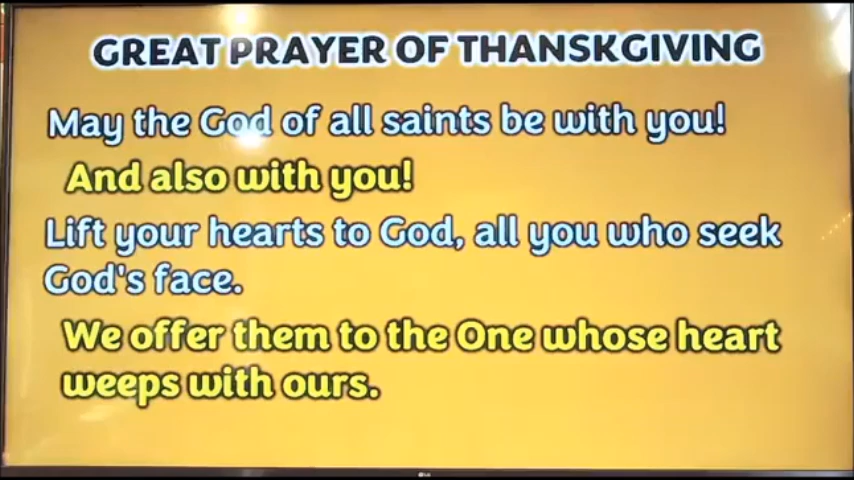 GREAT PRAYER OF THANSKGIVING
May the God of all saints be with you!
And also with you!
Lift your hearts to God, all you who seek
God's face.
We offer them to the One whose heart
weeps with ours.
LG